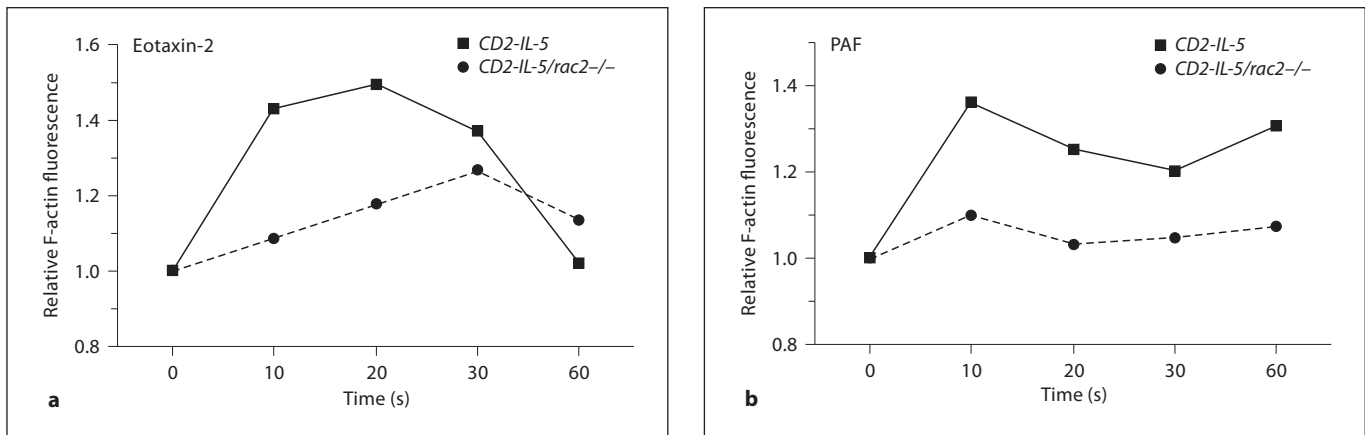 Eotaxin-2
CD2-IL-5
CD2-IL-5/rac2–/–
Relative F-actin fluorescence
1.6
1.4
1.2
1.0
0.8
0 10 20 30 60
Time (s)
a
PAF
CD2-IL-5
CD2-IL-5/rac2–/–
Relative F-actin fluorescence
1.4
1.2
1.0
0.8
0 10 20 30 60
Time (s)
b